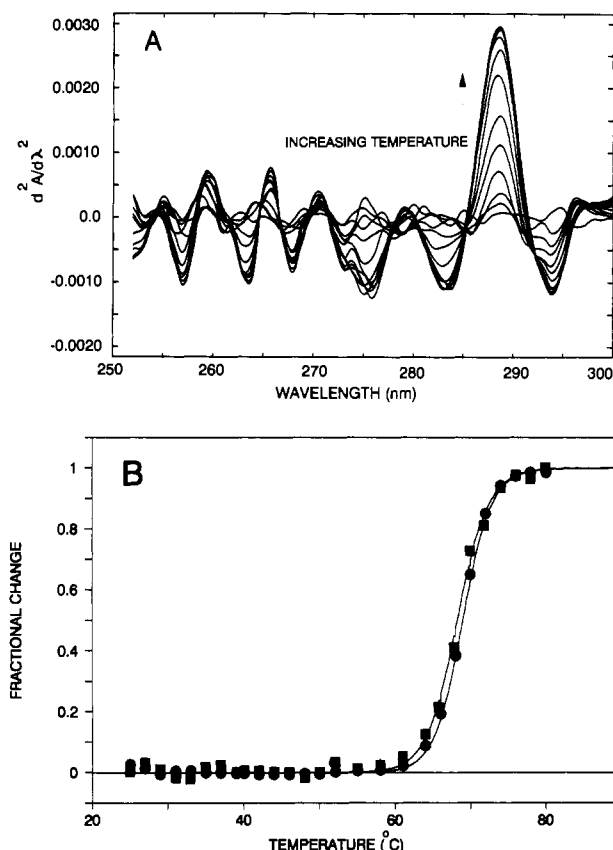 A
0.0030
0.0020
0.0010
0.0
-0.0010
-0.0020
d²A/dλ²
INCREASING TEMPERATURE
250 260 270 280 290 300
WAVELENGTH (nm)
B
1
0.8
0.6
0.4
0.2
0
FRACTIONAL CHANGE
20 40 60 80
TEMPERATURE (°C)